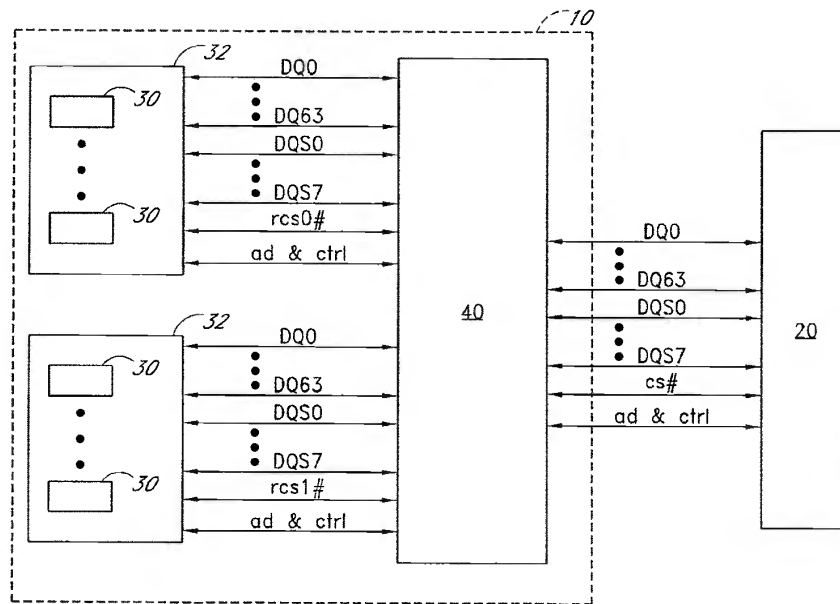 10
32
30
30
DQ0
DQ63
DQS0
DQS7
rcs0#
ad & ctrl
32
30
30
DQ0
DQ63
DQS0
DQS7
rcs1#
ad & ctrl
40
DQ0
DQ63
DQS0
DQS7
cs#
ad & ctrl
20